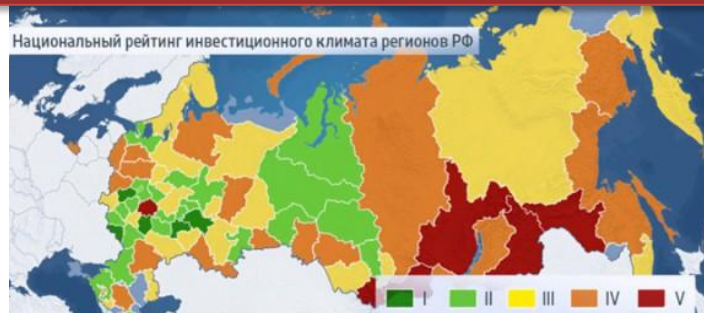 Национальный рейтинг инвестиционного климата регионов РФ
I II III IV V